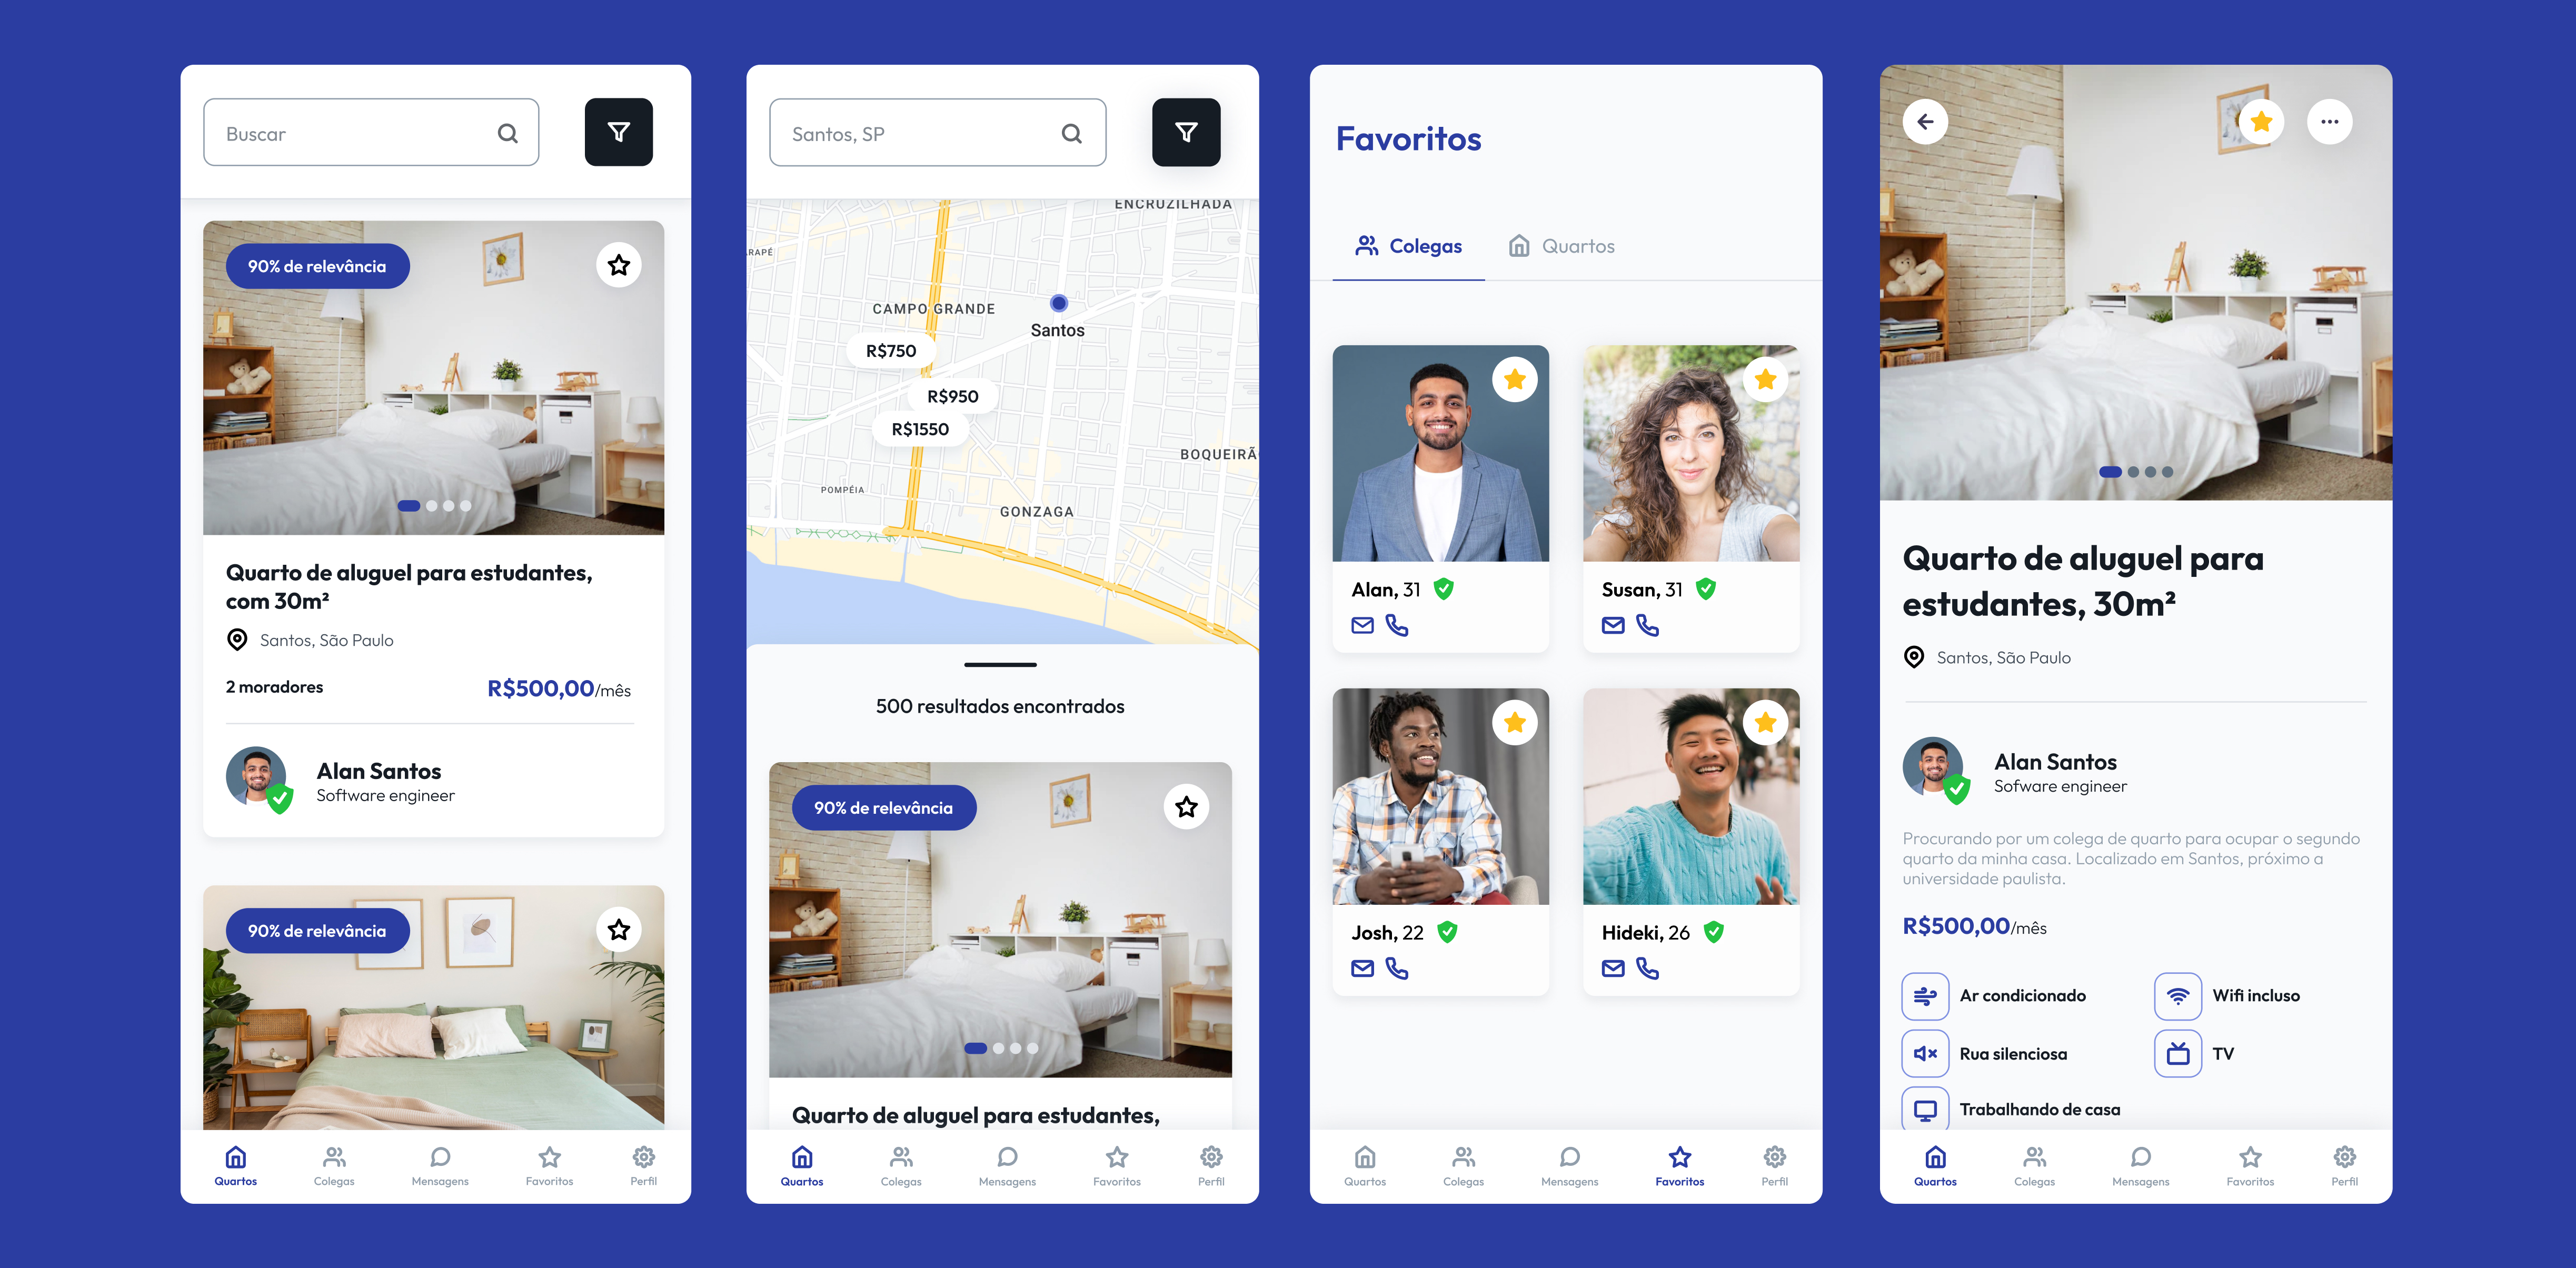 Buscar
90% de relevância
Quarto de aluguel para estudantes,
com 30m²
Santos, São Paulo
2 moradores
R$500,00/mês
Alan Santos
Software engineer
90% de relevância
Quartos
Colegas
Mensagens
Favoritos
Perfil
Santos, SP
ENCRUZILHADA
RAPÉ
CAMPO GRANDE
Santos
R$750
R$950
R$1550
BOQUEIRÃ
POMPÉIA
GONZAGA
500 resultados encontrados
90% de relevância
Quarto de aluguel para estudantes,
Quartos
Colegas
Mensagens
Favoritos
Perfil
Favoritos
Colegas
Quartos
Alan, 31
Susan, 31
Josh, 22
Hideki, 26
Quartos
Colegas
Mensagens
Favoritos
Perfil
Quarto de aluguel para
estudantes, 30m²
Santos, São Paulo
Alan Santos
Sofware engineer
Procurando por um colega de quarto para ocupar o segundo
quarto da minha casa. Localizado em Santos, próximo a
universidade paulista.
R$500,00/mês
Ar condicionado
Wifi incluso
Rua silenciosa
TV
Trabalhando de casa
Quartos
Colegas
Mensagens
Favoritos
Perfil